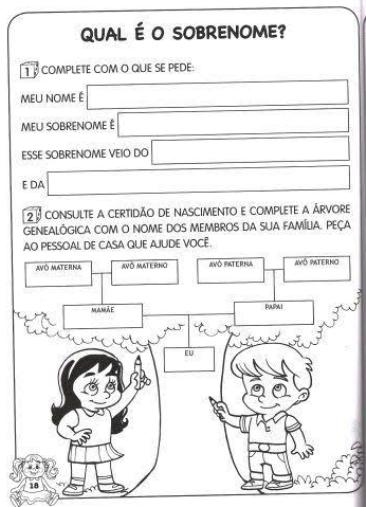 QUAL É O SOBRENOME?
1 COMPLETE COM O QUE SE PEDE:
MEU NOME É
MEU SOBRENOME É
ESSE SOBRENOME VEIO DO
E DA
2 CONSULTE A CERTIDÃO DE NASCIMENTO E COMPLETE A ÁRVORE
GENEALÓGICA COM O NOME DOS MEMBROS DA SUA FAMÍLIA. PEÇA
AO PESSOAL DE CASA QUE AJUDE VOCÊ.
AVÓ MATERNA AVÔ MATERNO AVÓ PATERNA AVÔ PATERNO
MAMÃE PAPAI
EU
18